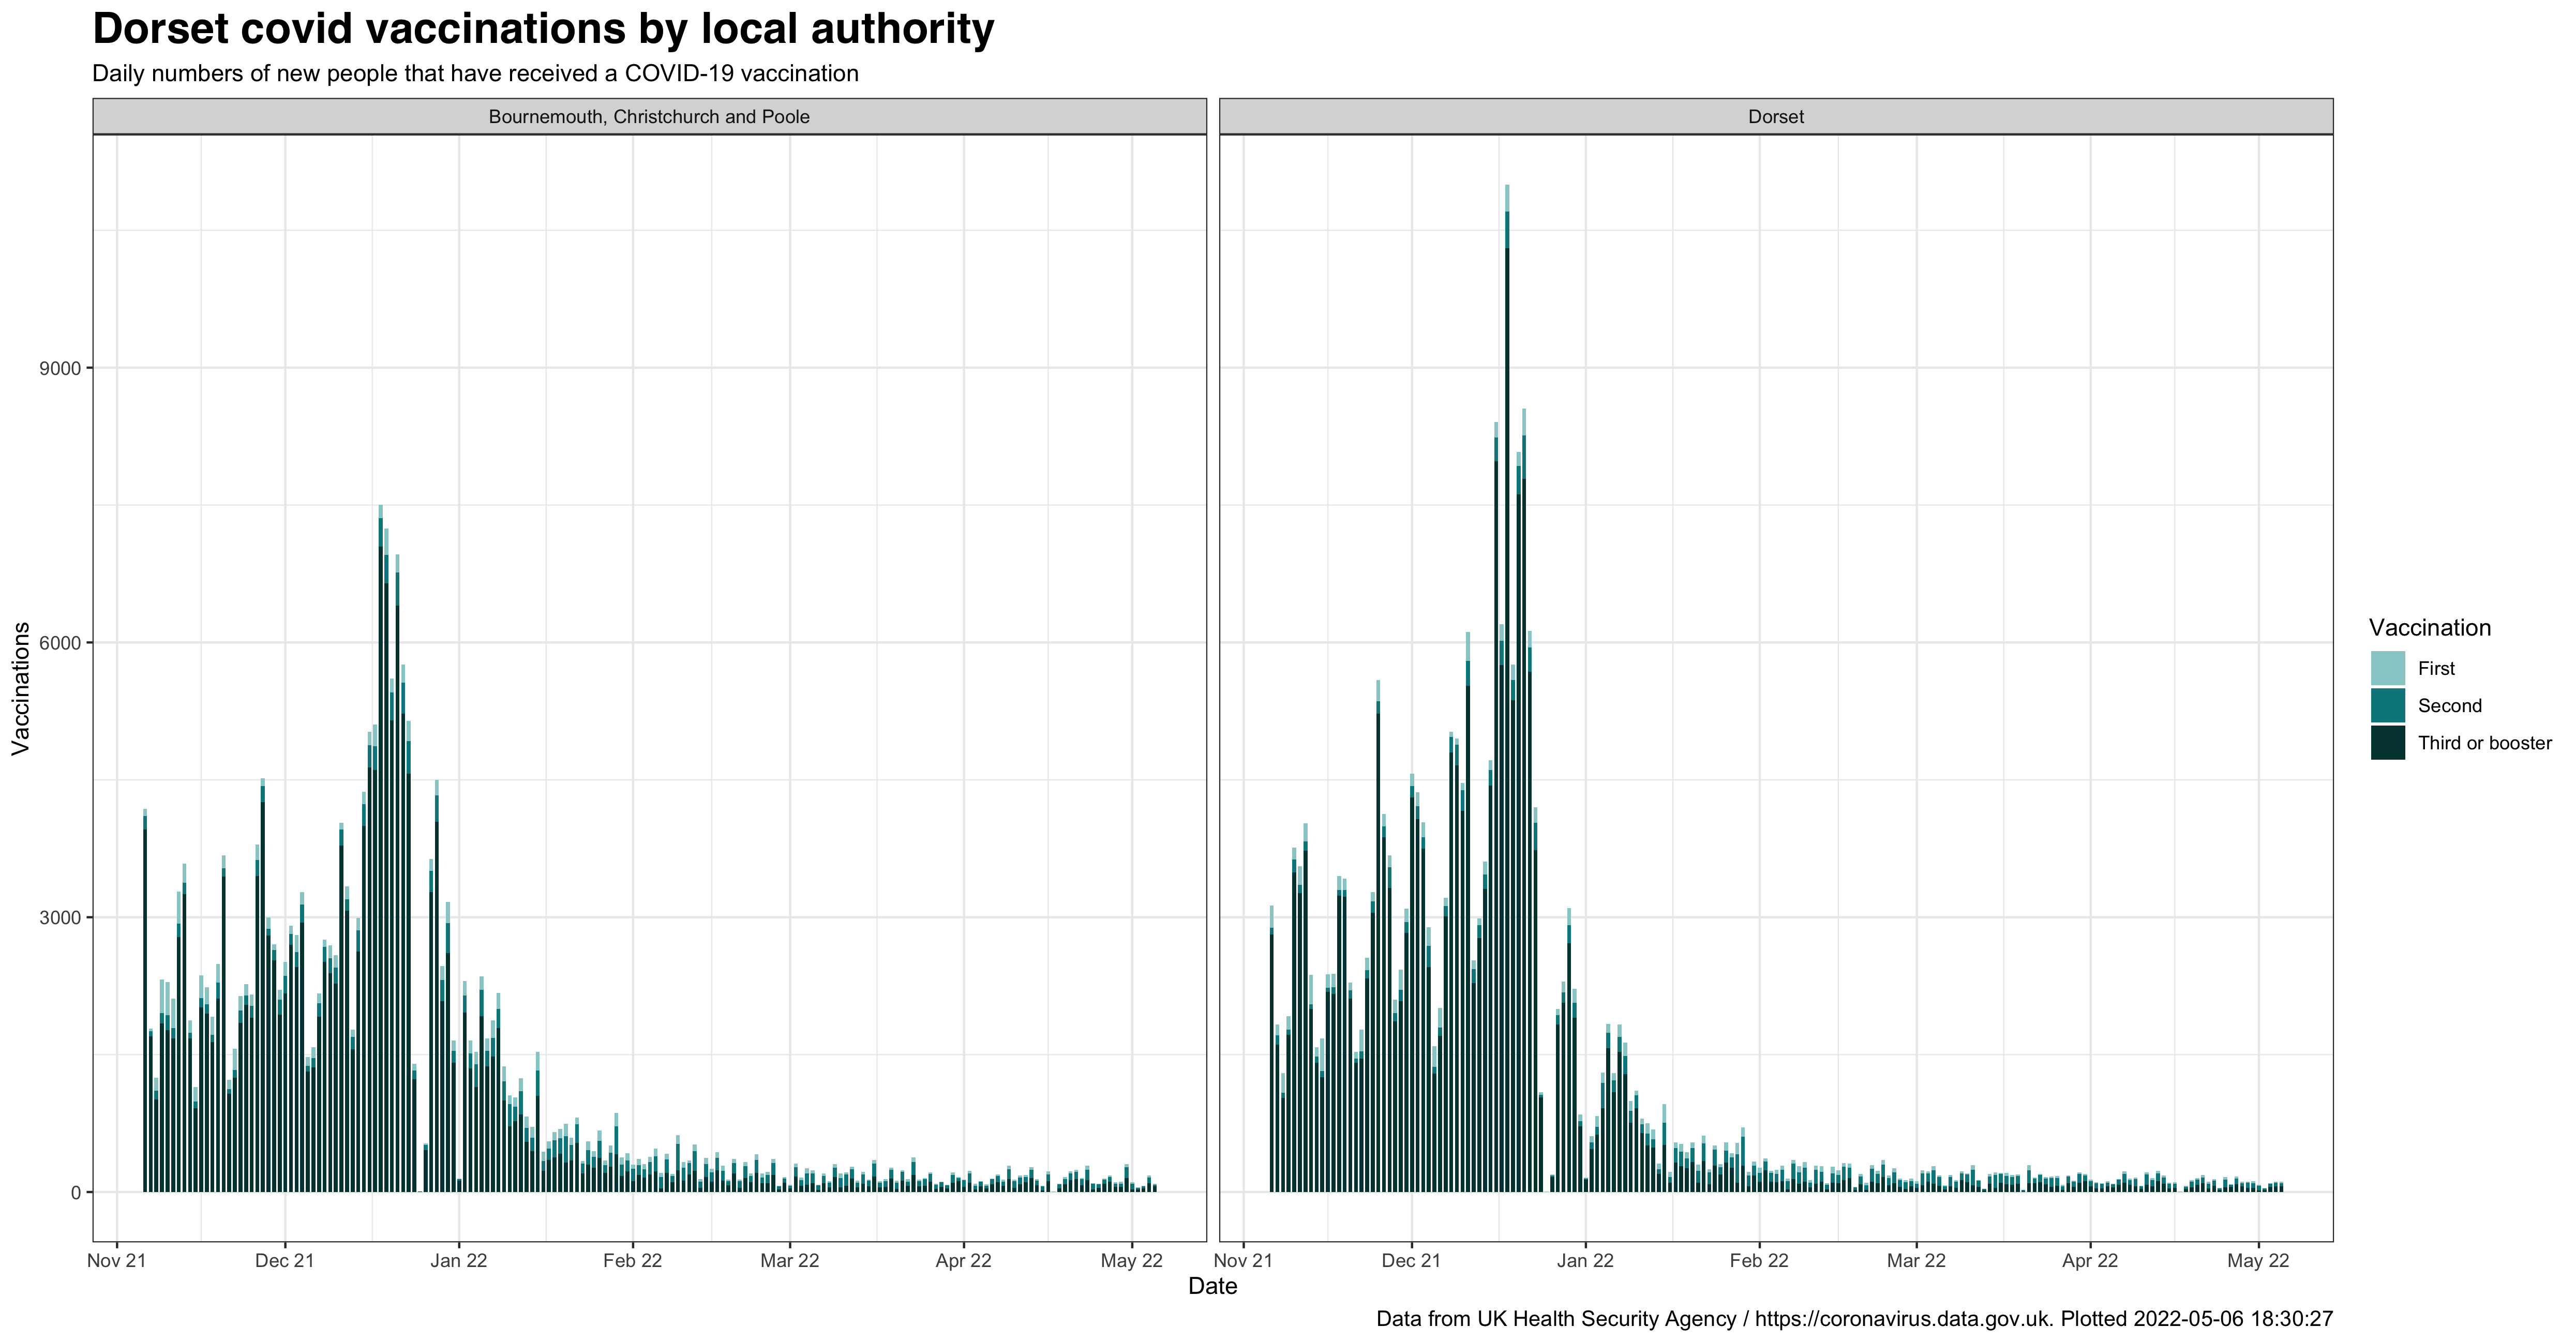 Dorset covid vaccinations by local authority
Daily numbers of new people that have received a COVID-19 vaccination
Bournemouth, Christchurch and Poole
Dorset
Vaccinations
9000
6000
3000
0
Nov 21 Dec 21 Jan 22 Feb 22 Mar 22 Apr 22 May 22
Nov 21 Dec 21 Jan 22 Feb 22 Mar 22 Apr 22 May 22
Date
Vaccination
First
Second
Third or booster
Data from UK Health Security Agency / https://coronavirus.data.gov.uk. Plotted 2022-05-06 18:30:27